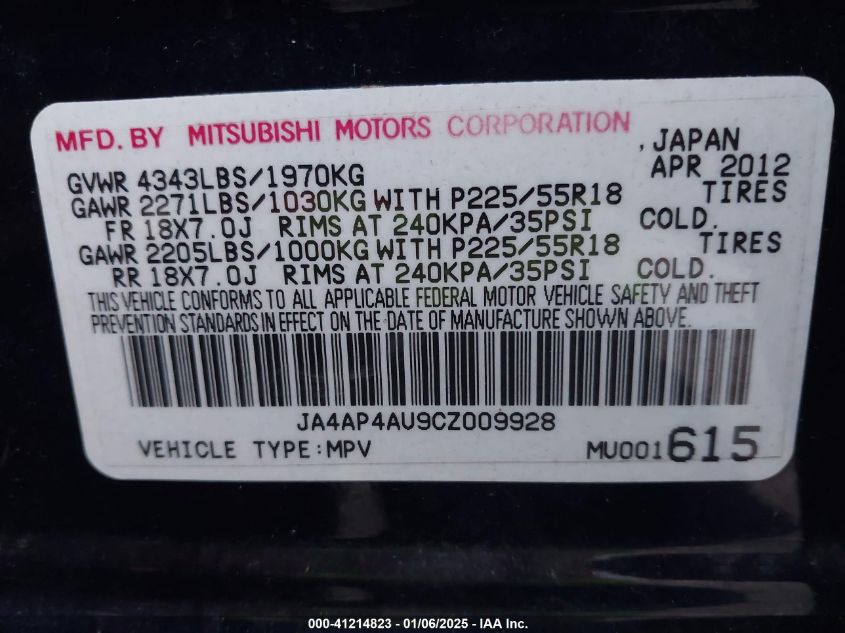 MFD. BY MITSUBISHI MOTORS CORPORATION , JAPAN
APR 2012
GVWR 4343LBS/1970KG
GAWR 2271LBS/1030KG WITH P225/55R18 TIRES
FR 18X7.0J RIMS AT 240KPA/35PSI COLD.
GAWR 2205LBS/1000KG WITH P225/55R18 TIRES
RR 18X7.0J RIMS AT 240KPA/35PSI COLD.
THIS VEHICLE CONFORMS TO ALL APPLICABLE FEDERAL MOTOR VEHICLE SAFETY AND THEFT
PREVENTION STANDARDS IN EFFECT ON THE DATE OF MANUFACTURE SHOWN ABOVE.
JA4AP4AU9CZ009928
VEHICLE TYPE:MPV MU001615
000-41214823 - 01/06/2025 - IAA Inc.